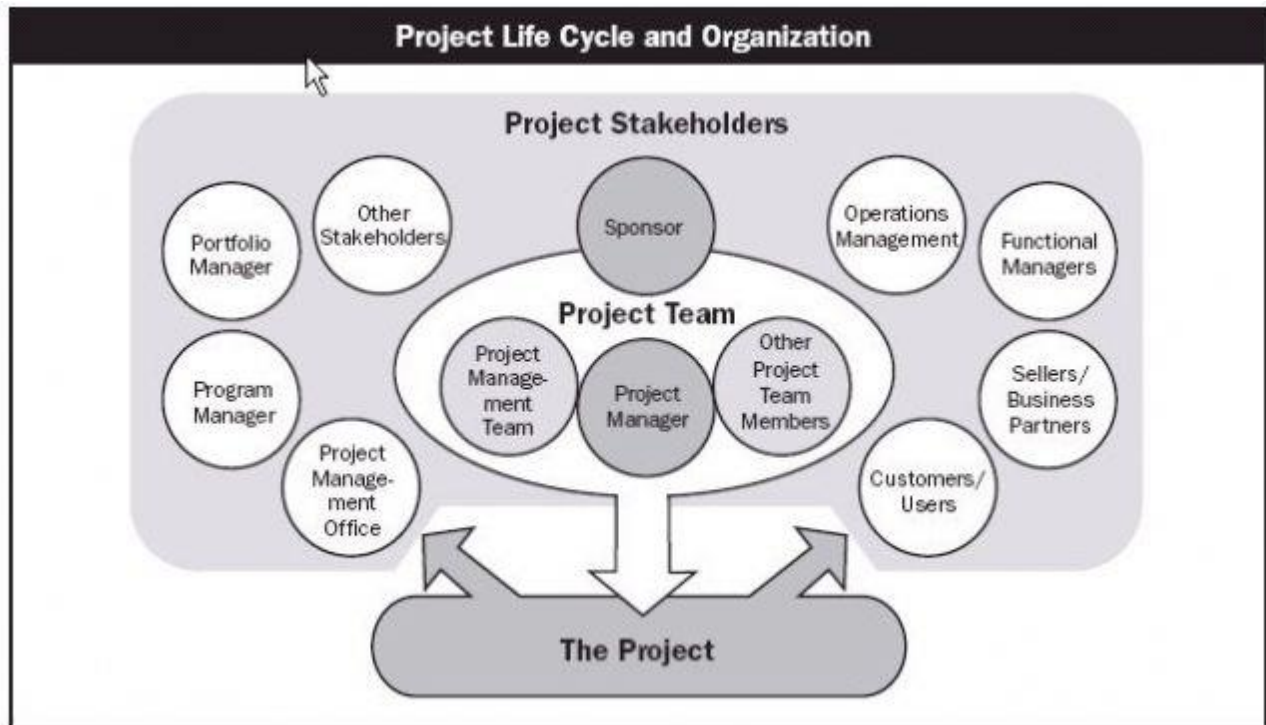 Project Life Cycle and Organization
Project Stakeholders
Portfolio
Manager
Other
Stakeholders
Sponsor
Operations
Management
Functional
Managers
Project Team
Program
Manager
Project
Manage-
ment
Team
Project
Manager
Other
Project
Team
Members
Sellers/
Business
Partners
Project
Manage-
ment
Office
Customers/
Users
The Project